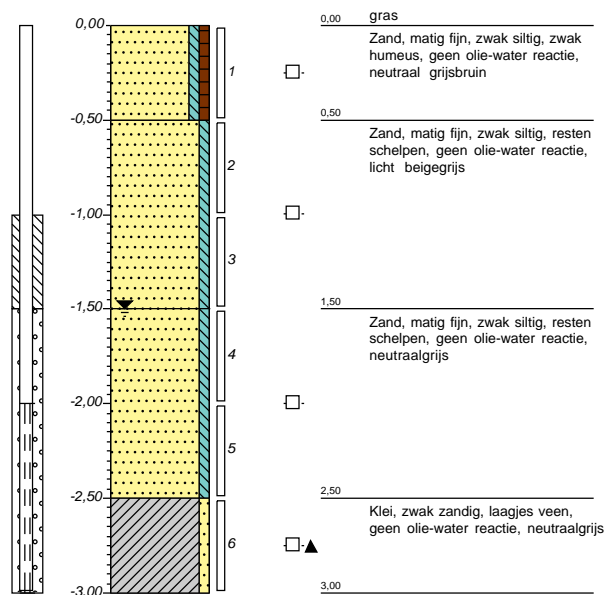 0,00
-0,50
-1,00
-1,50
-2,00
-2,50
-3,00
1
2
3
4
5
6
0,00
gras
Zand, matig fijn, zwak siltig, zwak
humeus, geen olie-water reactie,
neutraal grijsbruin
0,50
Zand, matig fijn, zwak siltig, resten
schelpen, geen olie-water reactie,
licht beigegrijs
1,50
Zand, matig fijn, zwak siltig, resten
schelpen, geen olie-water reactie,
neutraalgrijs
2,50
Klei, zwak zandig, laagjes veen,
geen olie-water reactie, neutraalgrijs
3,00